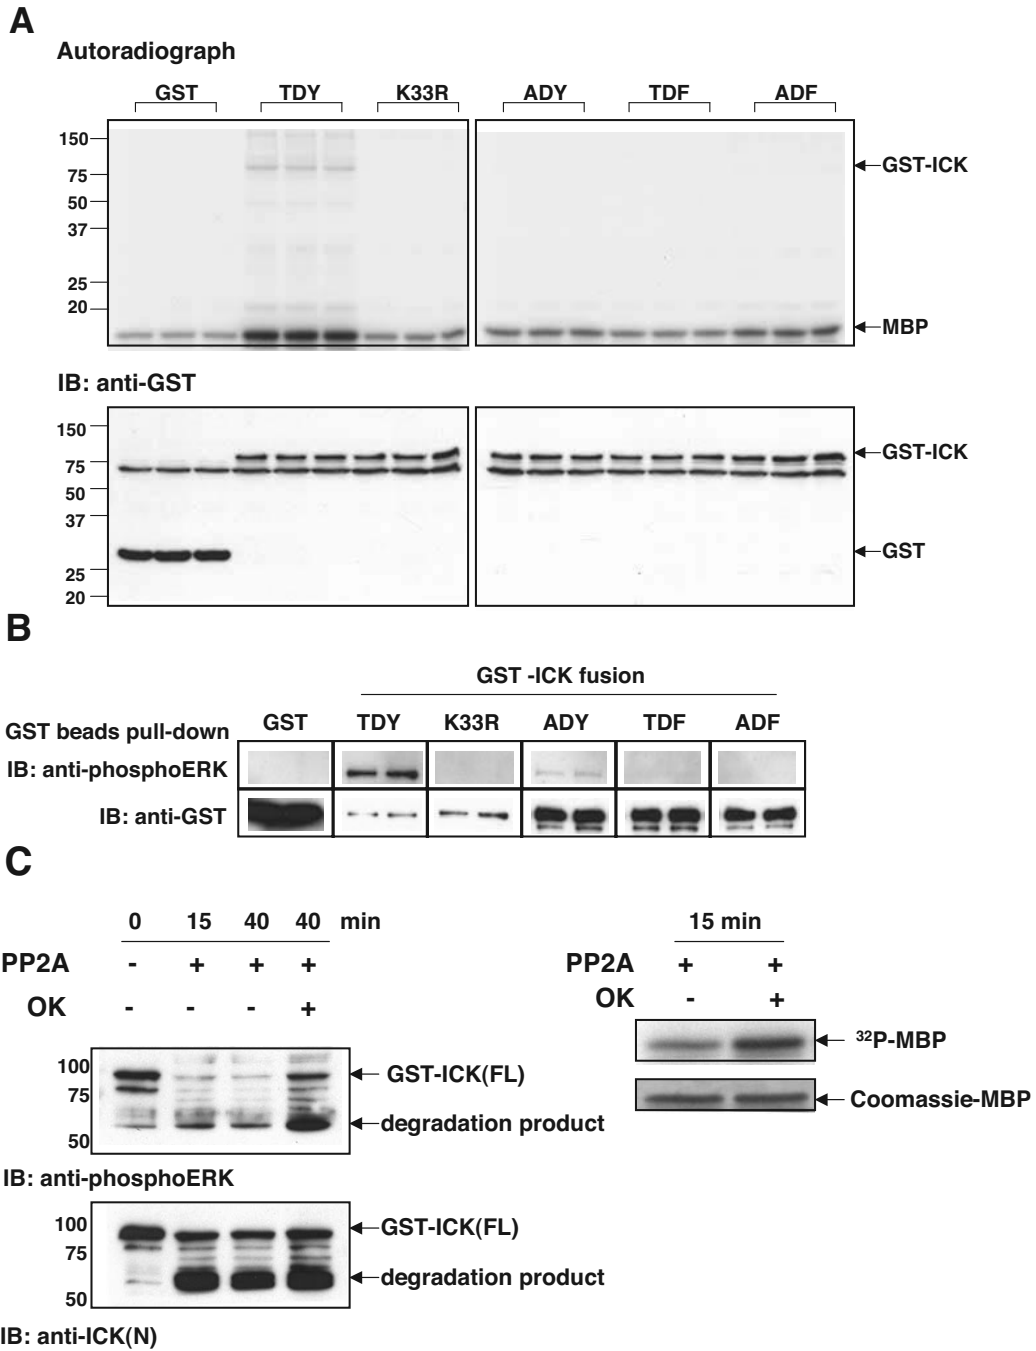 A
Autoradiograph
GST TDY K33R ADY TDF ADF
150
75
50
37
25
20
GST-ICK
MBP
IB: anti-GST
150
75
50
37
25
20
GST-ICK
GST
B
GST -ICK fusion
GST beads pull-down GST TDY K33R ADY TDF ADF
IB: anti-phosphoERK
IB: anti-GST
C
0 15 40 40 min
PP2A - + + +
OK - - - +
100
75
50
GST-ICK(FL)
degradation product
IB: anti-phosphoERK
100
75
50
GST-ICK(FL)
degradation product
IB: anti-ICK(N)
15 min
PP2A + +
OK - +
32P-MBP
Coomassie-MBP